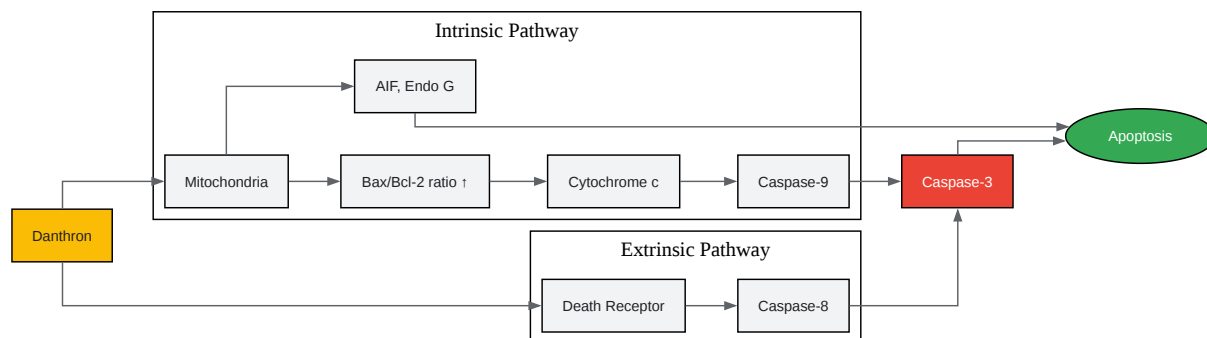 Intrinsic Pathway
AIF, Endo G
Apoptosis
Mitochondria
Bax/Bcl-2 ratio ↑
Cytochrome c
Caspase-9
Caspase-3
Danthron
Extrinsic Pathway
Death Receptor
Caspase-8